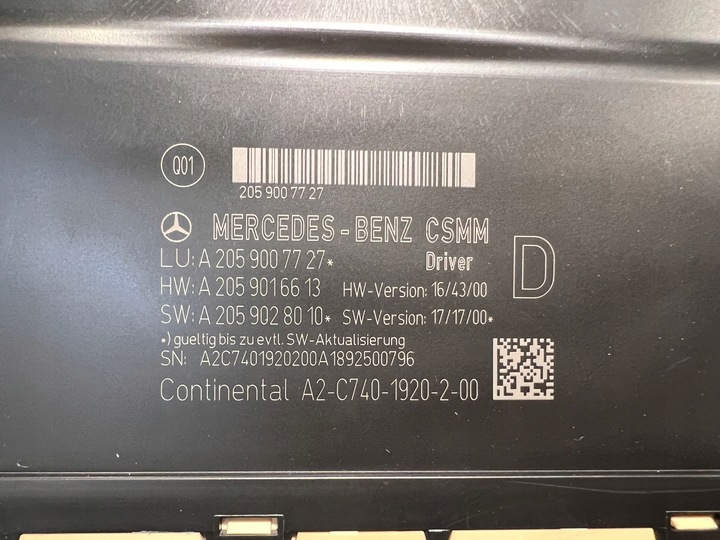 Q01
205 900 77 27
MERCEDES-BENZ CSMM
LU: A 205 900 77 27*
Driver
D
HW: A 205 901 66 13 HW-Version: 16/43/00
SW: A 205 902 80 10* SW-Version: 17/17/00*
*) gueltig bis zu evtl. SW-Aktualisierung
SN: A2C7401920200A1892500796
Continental A2-C740-1920-2-00